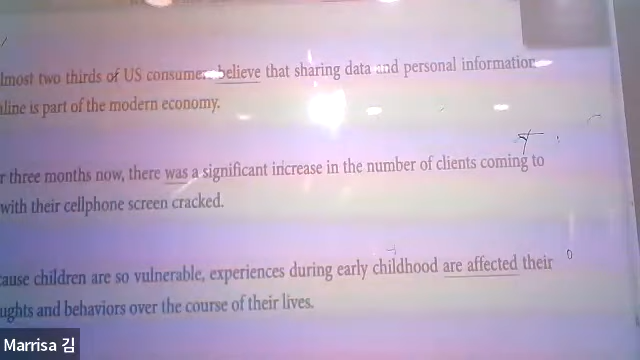 lmost two thirds of US consumers believe that sharing data and personal information
line is part of the modern economy.
r three months now, there was a significant increase in the number of clients coming to
with their cellphone screen cracked.
ause children are so vulnerable, experiences during early childhood are affected their
ughts and behaviors over the course of their lives.
Marrisa 김